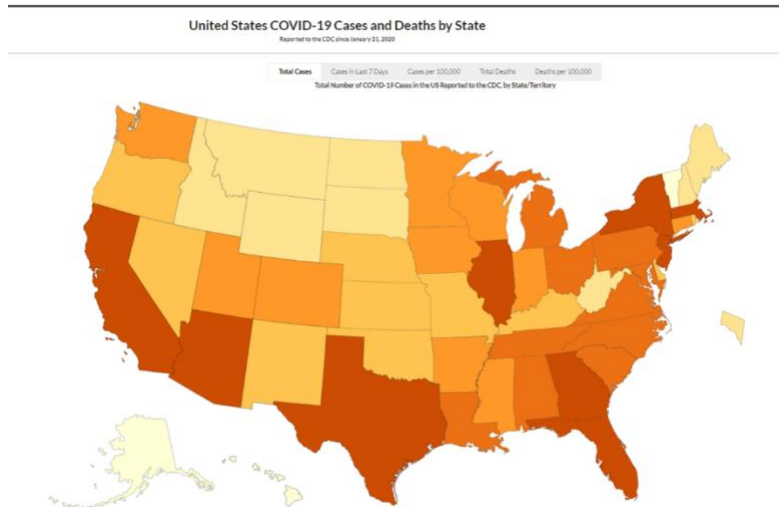 United States COVID-19 Cases and Deaths by State
Reported to the CDC since January 21, 2020
Total Cases Cases in Last 7 Days Cases per 100,000 Total Deaths Deaths per 100,000
Total Number of COVID-19 Cases in the US Reported to the CDC, by State/Territory